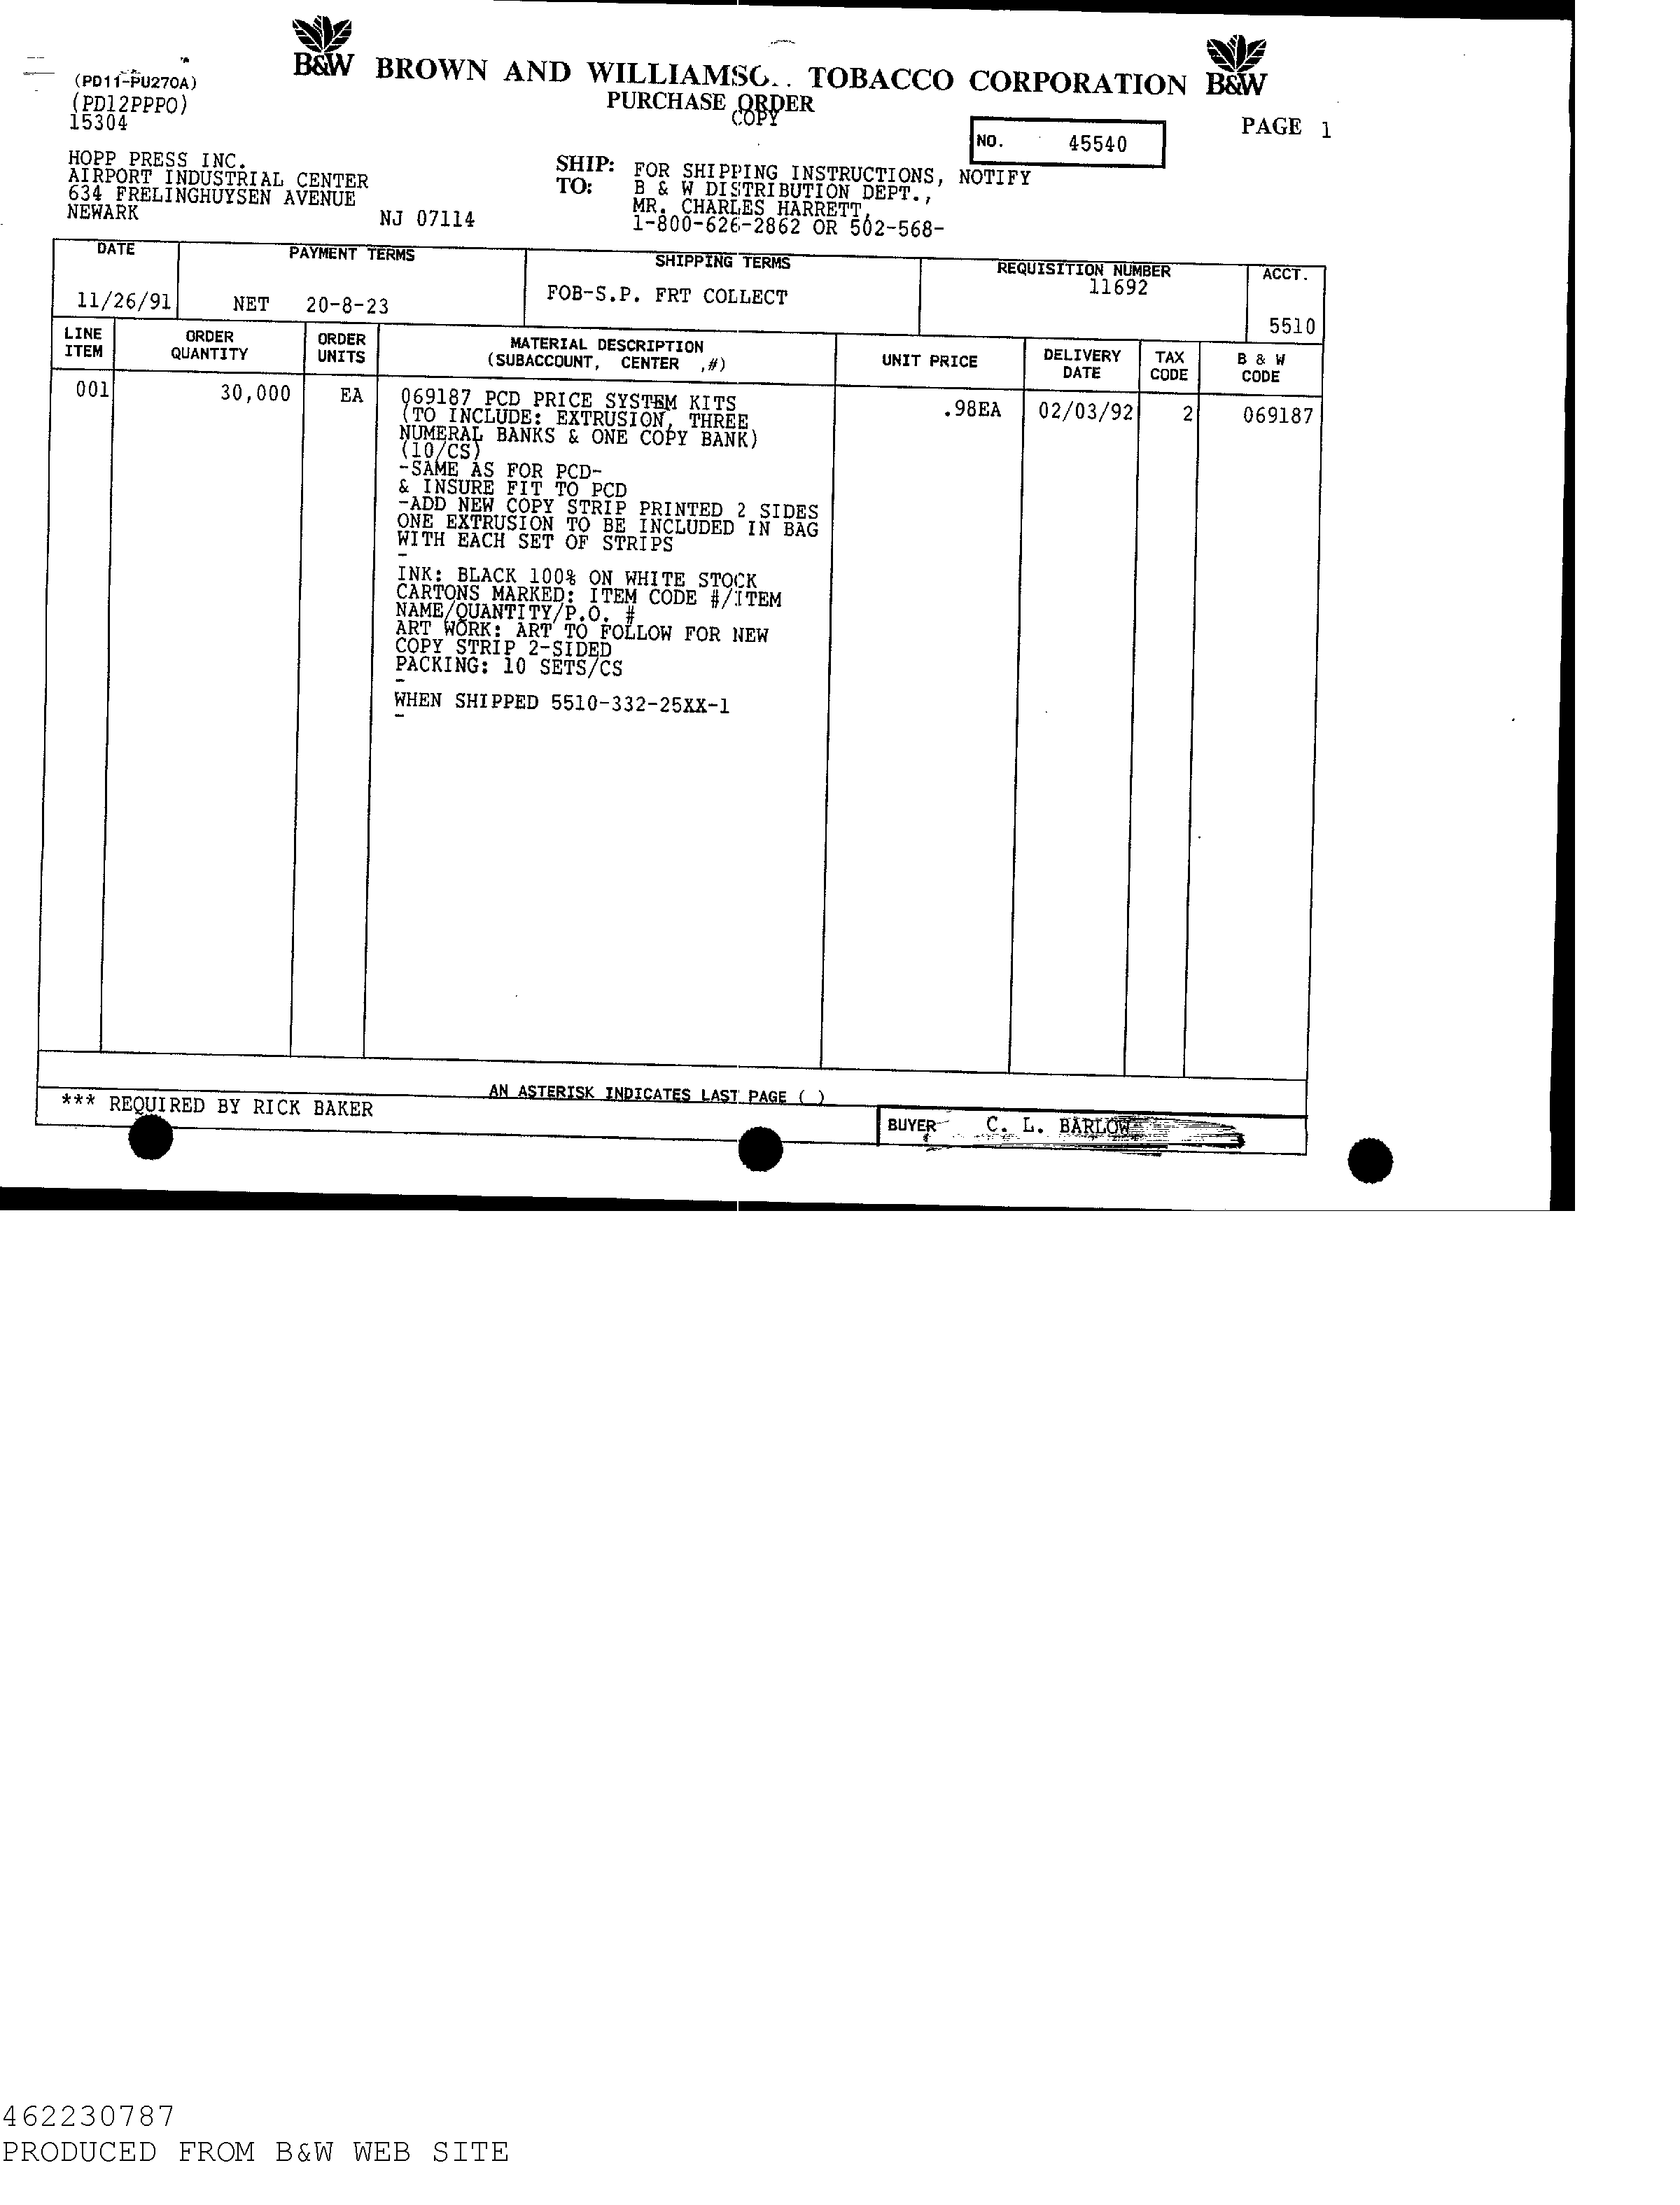 B&W BROWN AND WILLIAMSO.. TOBACCO CORPORATION B&W
(PD11-PU270A)
PURCHASE ORDER
(PD12PPPO)
COPY
15304
NO. 45540
PAGE 1
HOPP PRESS INC.
AIRPORT INDUSTRIAL CENTER
634 FRELINGHUYSEN AVENUE
NEWARK NJ 07114
SHIP: FOR SHIPPING INSTRUCTIONS, NOTIFY
TO: B & W DISTRIBUTION DEPT.,
MR. CHARLES HARRETT,
1-800-626-2862 OR 502-568-
DATE PAYMENT TERMS SHIPPING TERMS REQUISITION NUMBER ACCT.
11/26/91 NET 20-8-23 FOB-S.P. FRT COLLECT 11692 5510
LINE ITEM ORDER QUANTITY ORDER UNITS MATERIAL DESCRIPTION (SUBACCOUNT, CENTER ,#) UNIT PRICE DELIVERY DATE TAX CODE B & W CODE
001 30,000 EA 069187 PCD PRICE SYSTEM KITS .98EA 02/03/92 2 069187
(TO INCLUDE: EXTRUSION, THREE
NUMERAL BANKS & ONE COPY BANK)
(10/CS)
-SAME AS FOR PCD-
& INSURE FIT TO PCD
-ADD NEW COPY STRIP PRINTED 2 SIDES
ONE EXTRUSION TO BE INCLUDED IN BAG
WITH EACH SET OF STRIPS
-
INK: BLACK 100% ON WHITE STOCK
CARTONS MARKED: ITEM CODE #/ITEM
NAME/QUANTITY/P.O. #
ART WORK: ART TO FOLLOW FOR NEW
COPY STRIP 2-SIDED
PACKING: 10 SETS/CS
-
WHEN SHIPPED 5510-332-25XX-1
-
AN ASTERISK INDICATES LAST PAGE ( )
*** REQUIRED BY RICK BAKER
BUYER C. L. BARLOW
462230787
PRODUCED FROM B&W WEB SITE